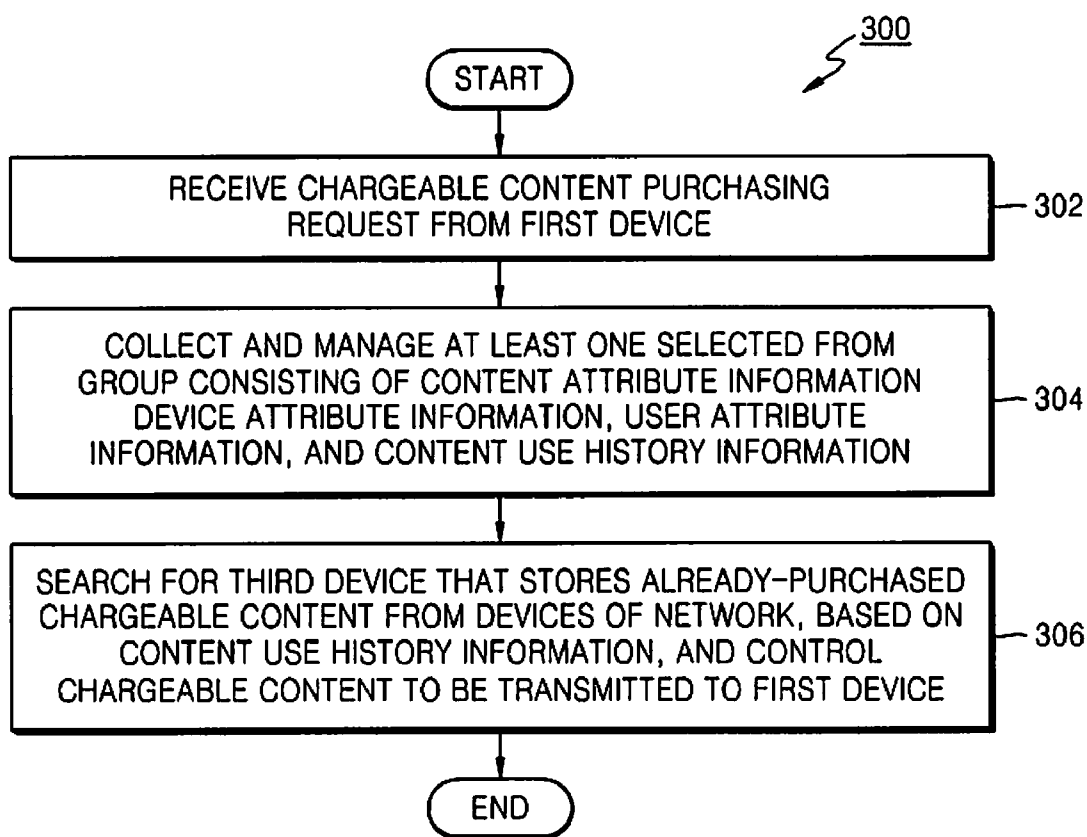 300
START
RECEIVE CHARGEABLE CONTENT PURCHASING
REQUEST FROM FIRST DEVICE
302
COLLECT AND MANAGE AT LEAST ONE SELECTED FROM
GROUP CONSISTING OF CONTENT ATTRIBUTE INFORMATION
DEVICE ATTRIBUTE INFORMATION, USER ATTRIBUTE
INFORMATION, AND CONTENT USE HISTORY INFORMATION
304
SEARCH FOR THIRD DEVICE THAT STORES ALREADY-PURCHASED
CHARGEABLE CONTENT FROM DEVICES OF NETWORK, BASED ON
CONTENT USE HISTORY INFORMATION, AND CONTROL
CHARGEABLE CONTENT TO BE TRANSMITTED TO FIRST DEVICE
306
END